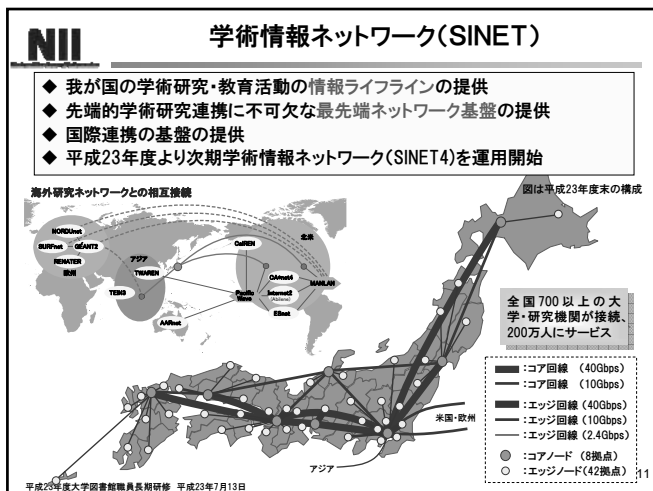 NII
学術情報ネットワーク(SINET)
◆ 我が国の学術研究・教育活動の情報ライフラインの提供
◆ 先端的学術研究連携に不可欠な最先端ネットワーク基盤の提供
◆ 国際連携の基盤の提供
◆ 平成23年度より次期学術情報ネットワーク(SINET4)を運用開始
海外研究ネットワークとの相互接続
図は平成23年度末の構成
NORDUnet
SURFnet
GÉANT2
RENATER
欧州
アジア
TWAREN
TEIN3
AARnet
CalREN
北米
CA4net4
MANLAN
Pacific
Wave
Internet2
(Abilene)
ESnet
全国700以上の大
学・研究機関が接続、
200万人にサービス
:コア回線 (40Gbps)
:コア回線 (10Gbps)
:エッジ回線(40Gbps)
:エッジ回線(10Gbps)
:エッジ回線(2.4Gbps)
:コアノード (8拠点)
:エッジノード(42拠点)
米国・欧州
アジア
平成23年度大学図書館職員長期研修 平成23年7月13日
11